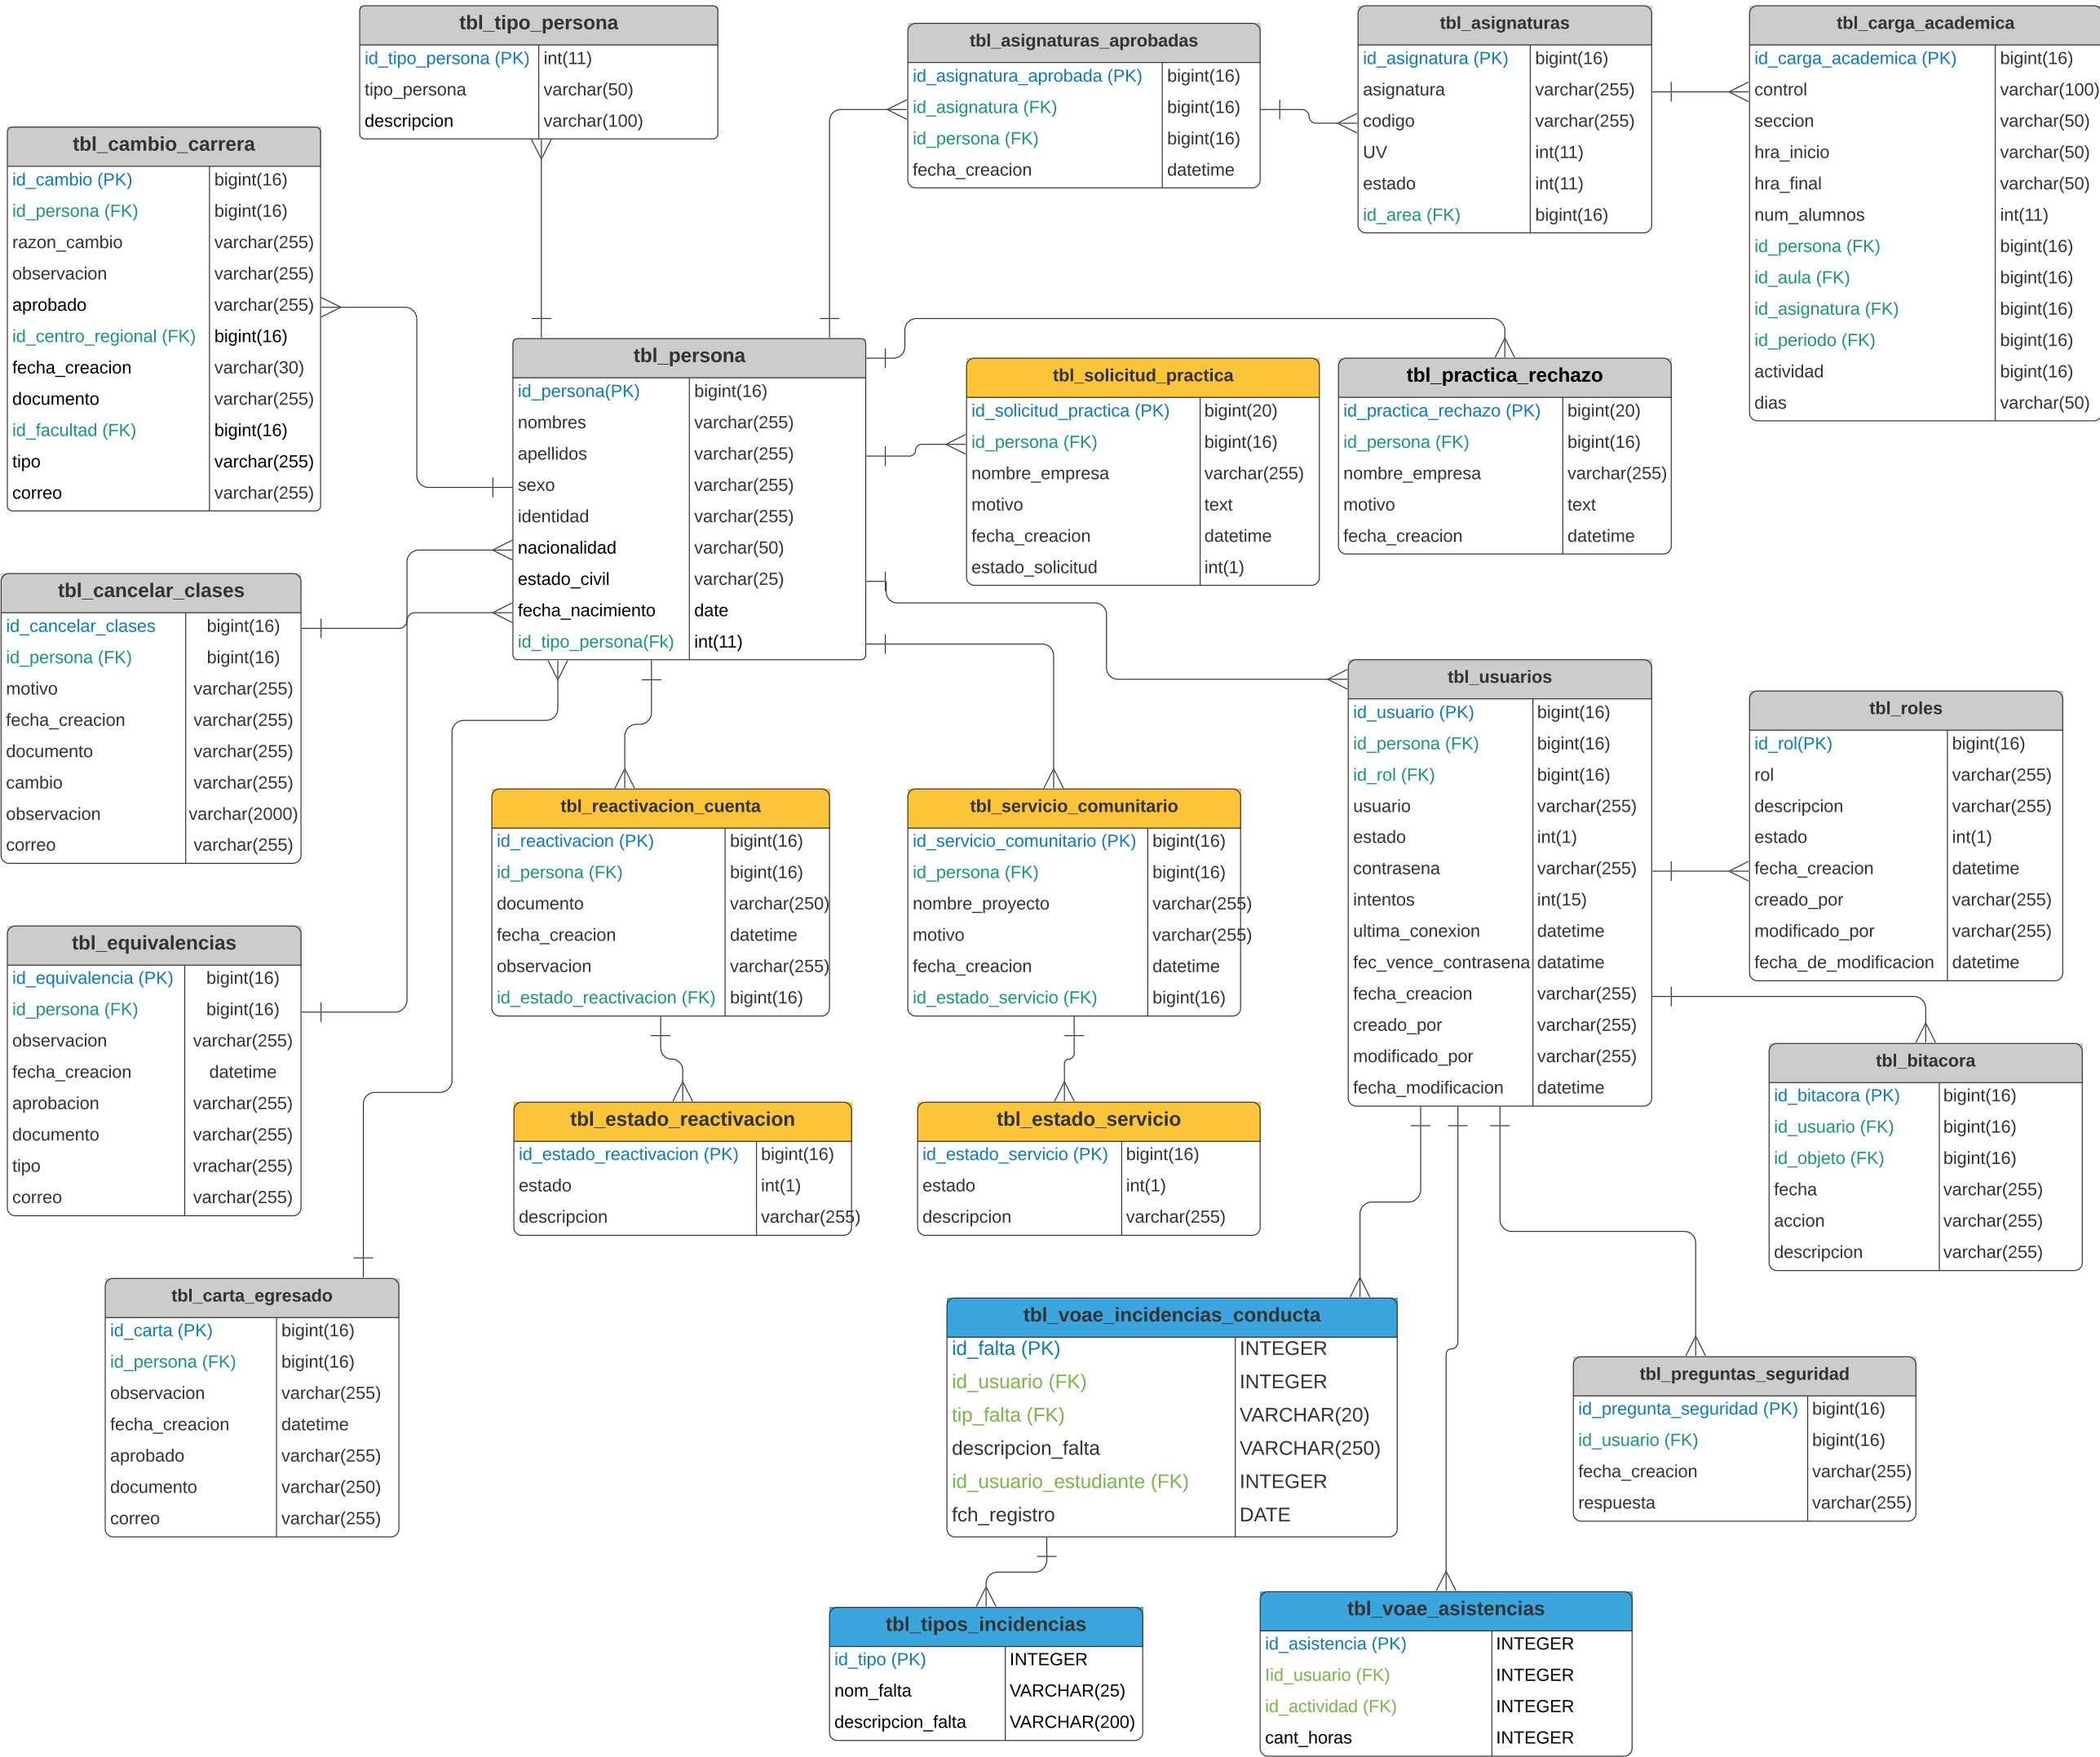 tbl_tipo_persona
id_tipo_persona (PK) int(11)
tipo_persona varchar(50)
descripcion varchar(100)
tbl_asignaturas_aprobadas
id_asignatura_aprobada (PK) bigint(16)
id_asignatura (FK) bigint(16)
id_persona (FK) bigint(16)
fecha_creacion datetime
tbl_asignaturas
id_asignatura (PK) bigint(16)
asignatura varchar(255)
codigo varchar(255)
UV int(11)
estado int(11)
id_area (FK) bigint(16)
tbl_carga_academica
id_carga_academica (PK) bigint(16)
control varchar(100)
seccion varchar(50)
hra_inicio varchar(50)
hra_final varchar(50)
num_alumnos int(11)
id_persona (FK) bigint(16)
id_aula (FK) bigint(16)
id_asignatura (FK) bigint(16)
id_periodo (FK) bigint(16)
actividad bigint(16)
dias varchar(50)
tbl_cambio_carrera
id_cambio (PK) bigint(16)
id_persona (FK) bigint(16)
razon_cambio varchar(255)
observacion varchar(255)
aprobado varchar(255)
id_centro_regional (FK) bigint(16)
fecha_creacion varchar(30)
documento varchar(255)
id_facultad (FK) bigint(16)
tipo varchar(255)
correo varchar(255)
tbl_persona
id_persona(PK) bigint(16)
nombres varchar(255)
apellidos varchar(255)
sexo varchar(255)
identidad varchar(255)
nacionalidad varchar(50)
estado_civil varchar(25)
fecha_nacimiento date
id_tipo_persona(Fk) int(11)
tbl_solicitud_practica
id_solicitud_practica (PK) bigint(20)
id_persona (FK) bigint(16)
nombre_empresa varchar(255)
motivo text
fecha_creacion datetime
estado_solicitud int(1)
tbl_practica_rechazo
id_practica_rechazo (PK) bigint(20)
id_persona (FK) bigint(16)
nombre_empresa varchar(255)
motivo text
fecha_creacion datetime
tbl_cancelar_clases
id_cancelar_clases bigint(16)
id_persona (FK) bigint(16)
motivo varchar(255)
fecha_creacion varchar(255)
documento varchar(255)
cambio varchar(255)
observacion varchar(2000)
correo varchar(255)
tbl_usuarios
id_usuario (PK) bigint(16)
id_persona (FK) bigint(16)
id_rol (FK) bigint(16)
usuario varchar(255)
estado int(1)
contrasena varchar(255)
intentos int(15)
ultima_conexion datetime
fec_vence_contrasena datatime
fecha_creacion varchar(255)
creado_por varchar(255)
modificado_por varchar(255)
fecha_modificacion datetime
tbl_roles
id_rol(PK) bigint(16)
rol varchar(255)
descripcion varchar(255)
estado int(1)
fecha_creacion datetime
creado_por varchar(255)
modificado_por varchar(255)
fecha_de_modificacion datetime
tbl_reactivacion_cuenta
id_reactivacion (PK) bigint(16)
id_persona (FK) bigint(16)
documento varchar(250)
fecha_creacion datetime
observacion varchar(255)
id_estado_reactivacion (FK) bigint(16)
tbl_servicio_comunitario
id_servicio_comunitario (PK) bigint(16)
id_persona (FK) bigint(16)
nombre_proyecto varchar(255)
motivo varchar(255)
fecha_creacion datetime
id_estado_servicio (FK) bigint(16)
tbl_equivalencias
id_equivalencia (PK) bigint(16)
id_persona (FK) bigint(16)
observacion varchar(255)
fecha_creacion datetime
aprobacion varchar(255)
documento varchar(255)
tipo vrachar(255)
correo varchar(255)
tbl_bitacora
id_bitacora (PK) bigint(16)
id_usuario (FK) bigint(16)
id_objeto (FK) bigint(16)
fecha varchar(255)
accion varchar(255)
descripcion varchar(255)
tbl_estado_reactivacion
id_estado_reactivacion (PK) bigint(16)
estado int(1)
descripcion varchar(255)
tbl_estado_servicio
id_estado_servicio (PK) bigint(16)
estado int(1)
descripcion varchar(255)
tbl_carta_egresado
id_carta (PK) bigint(16)
id_persona (FK) bigint(16)
observacion varchar(255)
fecha_creacion datetime
aprobado varchar(255)
documento varchar(250)
correo varchar(255)
tbl_voae_incidencias_conducta
id_falta (PK) INTEGER
id_usuario (FK) INTEGER
tip_falta (FK) VARCHAR(20)
descripcion_falta VARCHAR(250)
id_usuario_estudiante (FK) INTEGER
fch_registro DATE
tbl_preguntas_seguridad
id_pregunta_seguridad (PK) bigint(16)
id_usuario (FK) bigint(16)
fecha_creacion varchar(255)
respuesta varchar(255)
tbl_tipos_incidencias
id_tipo (PK) INTEGER
nom_falta VARCHAR(25)
descripcion_falta VARCHAR(200)
tbl_voae_asistencias
id_asistencia (PK) INTEGER
Iid_usuario (FK) INTEGER
id_actividad (FK) INTEGER
cant_horas INTEGER